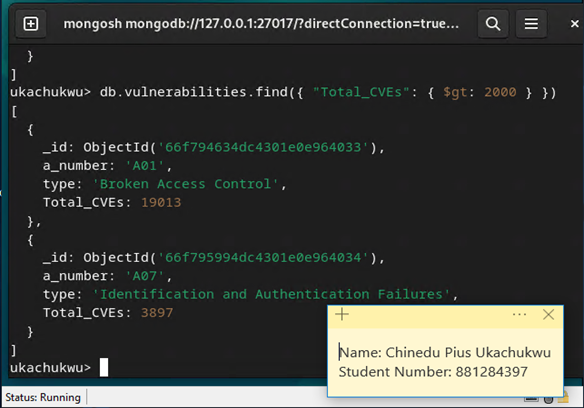 mongosh mongodb://127.0.0.1:27017/?directConnection=true...
}
]
ukachukwu> db.vulnerabilities.find({ "Total_CVEs": { $gt: 2000 } })
[
{
_id: ObjectId('66f794634dc4301e0e964033'),
a_number: 'A01',
type: 'Broken Access Control',
Total_CVEs: 19013
},
{
_id: ObjectId('66f795994dc4301e0e964034'),
a_number: 'A07',
type: 'Identification and Authentication Failures',
Total_CVEs: 3897
}
]
ukachukwu>
Name: Chinedu Pius Ukachukwu
Student Number: 881284397
Status: Running